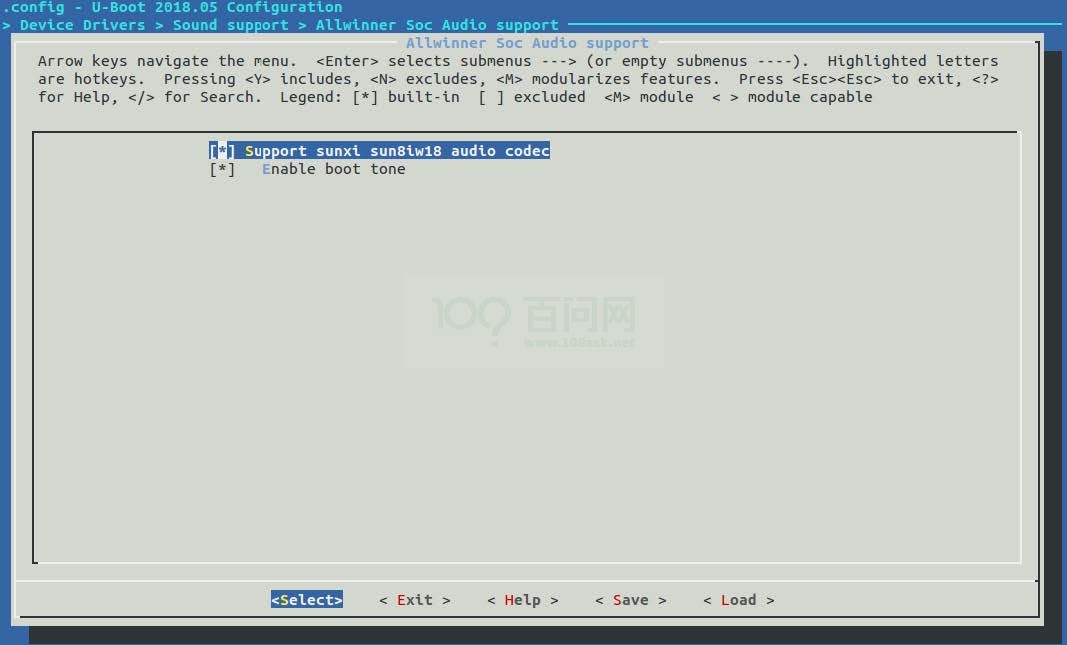 .config - U-Boot 2018.05 Configuration
> Device Drivers > Sound support > Allwinner Soc Audio support
Allwinner Soc Audio support
Arrow keys navigate the menu.  <Enter> selects submenus ---> (or empty submenus ----).  Highlighted letters
are hotkeys.  Pressing <Y> includes, <N> excludes, <M> modularizes features.  Press <Esc><Esc> to exit, <?>
for Help, </> for Search.  Legend: [*] built-in  [ ] excluded  <M> module  < > module capable
[*] Support sunxi sun8iw18 audio codec
[*]   Enable boot tone
100? 百问网
www.100ask.net
<Select>    < Exit >    < Help >    < Save >    < Load >